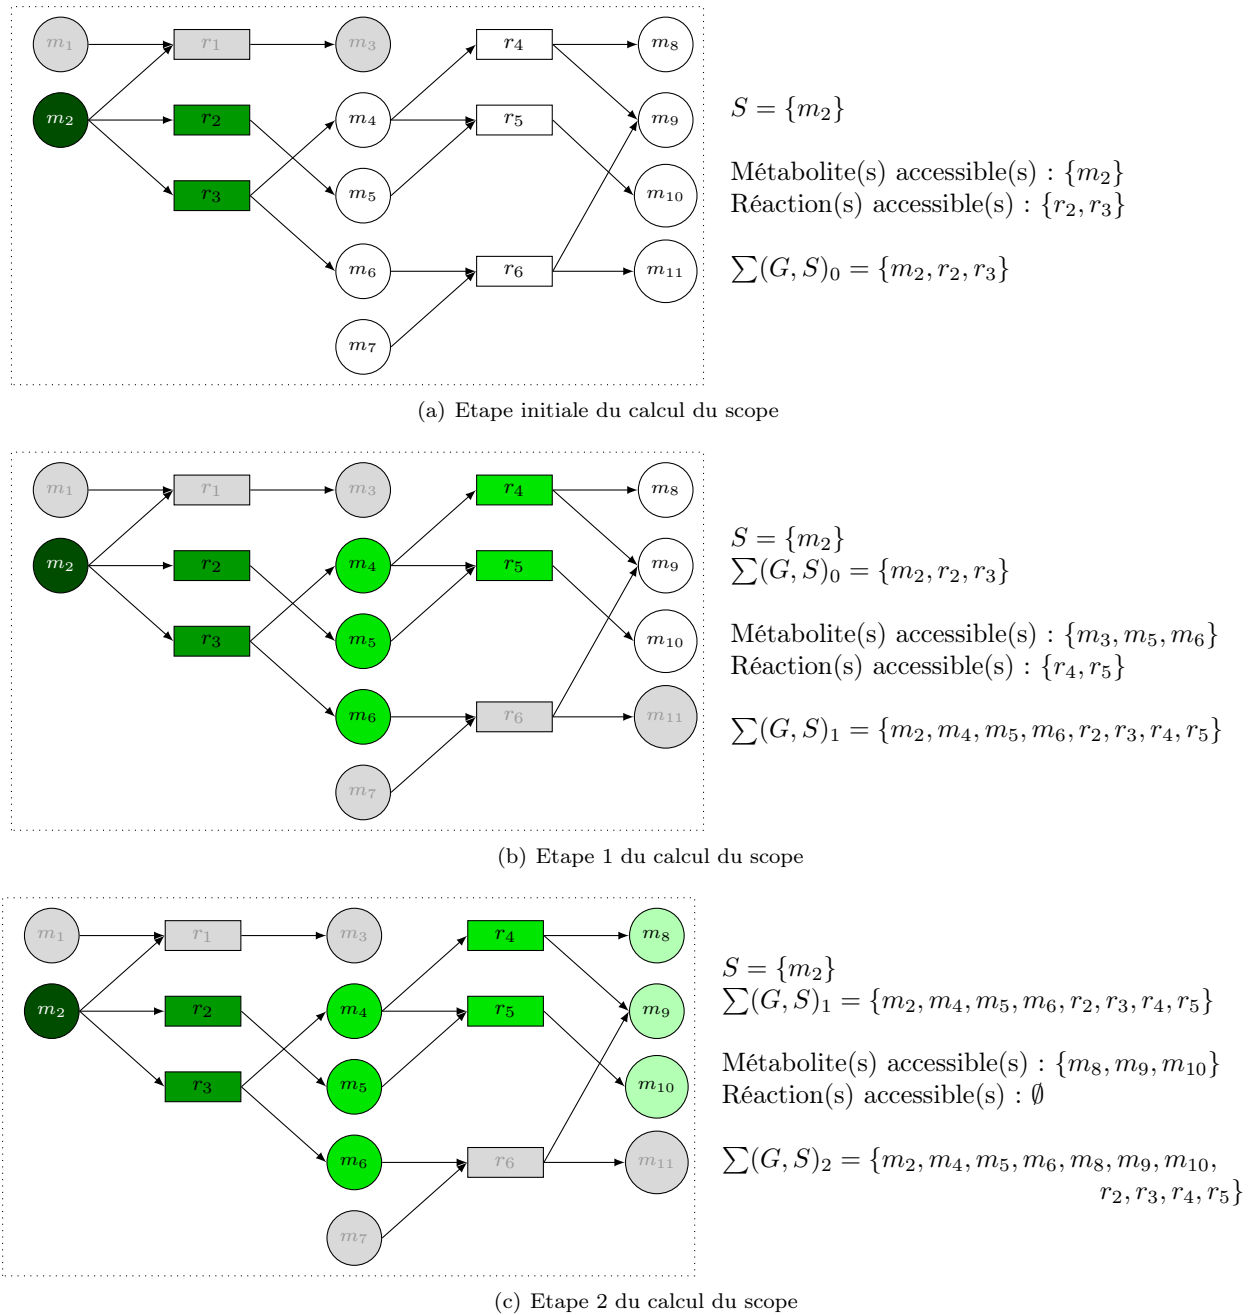 m₁ r₁ m₃ r₄ m₈
m₂ r₂ m₄ r₅ m₉
r₃ m₅ m₁₀
m₆ r₆ m₁₁
m₇
S = {m₂}
Métabolite(s) accessible(s) : {m₂}
Réaction(s) accessible(s) : {r₂, r₃}
∑(G, S)₀ = {m₂, r₂, r₃}
(a) Etape initiale du calcul du scope
m₁ r₁ m₃ r₄ m₈
m₂ r₂ m₄ r₅ m₉
r₃ m₅ m₁₀
m₆ r₆ m₁₁
m₇
S = {m₂}
∑(G, S)₀ = {m₂, r₂, r₃}
Métabolite(s) accessible(s) : {m₃, m₅, m₆}
Réaction(s) accessible(s) : {r₄, r₅}
∑(G, S)₁ = {m₂, m₄, m₅, m₆, r₂, r₃, r₄, r₅}
(b) Etape 1 du calcul du scope
m₁ r₁ m₃ r₄ m₈
m₂ r₂ m₄ r₅ m₉
r₃ m₅ m₁₀
m₆ r₆ m₁₁
m₇
S = {m₂}
∑(G, S)₁ = {m₂, m₄, m₅, m₆, r₂, r₃, r₄, r₅}
Métabolite(s) accessible(s) : {m₈, m₉, m₁₀}
Réaction(s) accessible(s) : ∅
∑(G, S)₂ = {m₂, m₄, m₅, m₆, m₈, m₉, m₁₀,
r₂, r₃, r₄, r₅}
(c) Etape 2 du calcul du scope